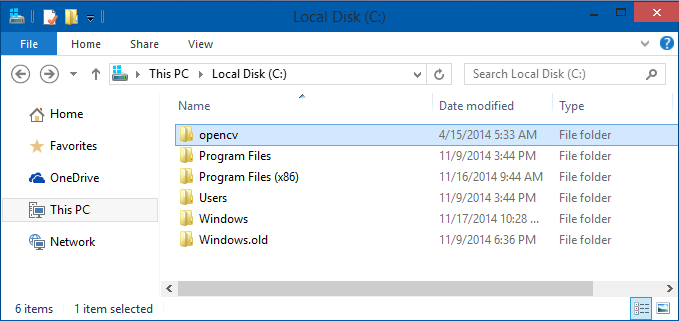 Local Disk (C:)
File Home Share View
This PC Local Disk (C:) Search Local Disk (C:)
Name Date modified Type
Home
Favorites
OneDrive
This PC
Network
opencv 4/15/2014 5:33 AM File folder
Program Files 11/9/2014 3:44 PM File folder
Program Files (x86) 11/16/2014 9:44 AM File folder
Users 11/9/2014 3:44 PM File folder
Windows 11/17/2014 10:28 ... File folder
Windows.old 11/9/2014 6:36 PM File folder
6 items 1 item selected